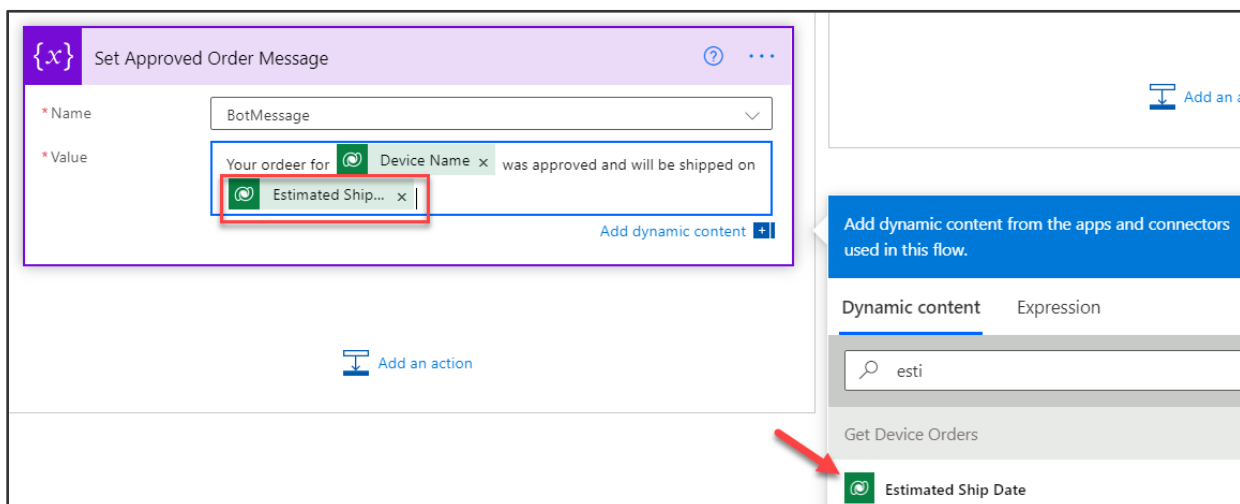 {x} Set Approved Order Message ? ...
* Name BotMessage
* Value Your ordeer for Device Name × was approved and will be shipped on
Estimated Ship... ×
Add dynamic content +
Add an action
Add an a
Add dynamic content from the apps and connectors
used in this flow.
Dynamic content Expression
esti
Get Device Orders
Estimated Ship Date